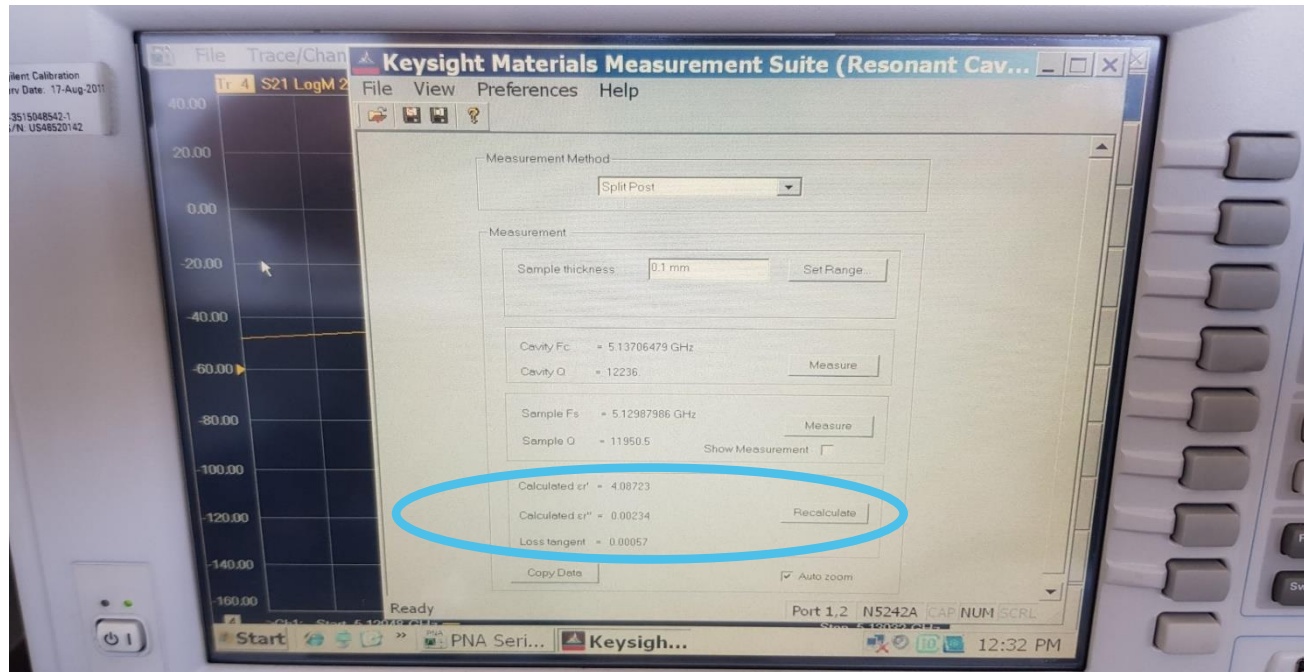 File Trace/Chan
Tr 4 S21 LogM 2
Keysight Materials Measurement Suite (Resonant Cav...
File View Preferences Help
Calibration
Date: 17-Aug-2011
-3515048542-1
/N: US48520142
40.00
20.00
0.00
-20.00
-40.00
-60.00
-80.00
-100.00
-120.00
-140.00
-160.00
Measurement Method
Split Post
Measurement
Sample thickness 0.1 mm Set Range...
Cavity Fc = 5.13706479 GHz
Cavity Q = 12236.
Measure
Sample Fs = 5.12987986 GHz
Sample Q = 11950.5
Measure
Show Measurement
Calculated εr' = 4.08723
Calculated εr" = 0.00234
Recalculate
Loss tangent = 0.00057
Copy Data
Auto zoom
Ready
Port 1,2 N5242A CAP NUM SCRL
Start PNA Seri... Keysigh... 12:32 PM